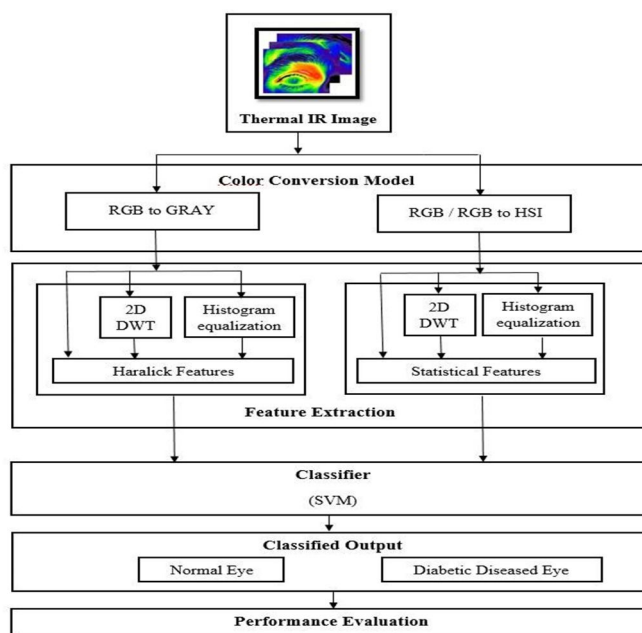 Thermal IR Image
Color Conversion Model
RGB to GRAY
RGB / RGB to HSI
2D
DWT
Histogram
equalization
Haralick Features
2D
DWT
Histogram
equalization
Statistical Features
Feature Extraction
Classifier
(SVM)
Classified Output
Normal Eye
Diabetic Diseased Eye
Performance Evaluation